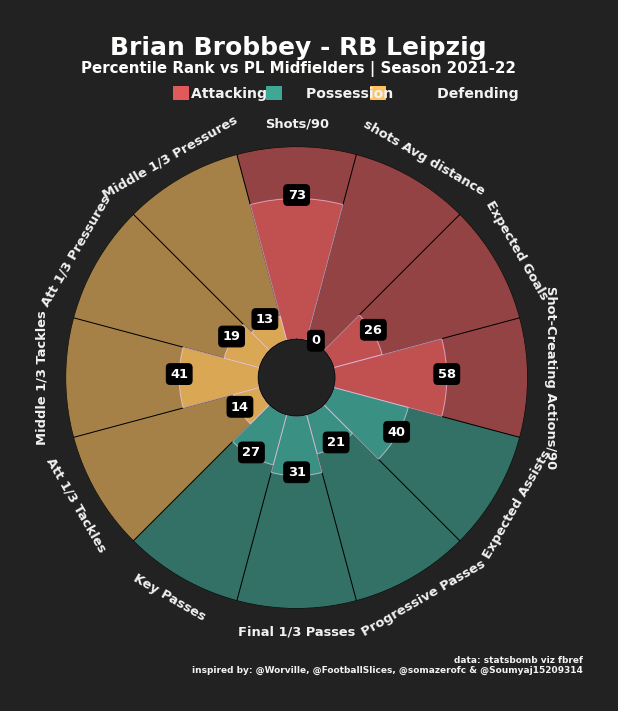 Brian Brobbey - RB Leipzig
Percentile Rank vs PL Midfielders | Season 2021-22
Attacking Possession Defending
Shots/90
shots Avg distance
Expected Goals
Shot-Creating Actions/90
Expected Assists
Progressive Passes
Final 1/3 Passes
Key Passes
Att 1/3 Tackles
Middle 1/3 Tackles
Att 1/3 Pressures
Middle 1/3 Pressures
73
0
26
58
40
21
31
27
14
41
19
13
data: statsbomb viz fbref
inspired by: @Worville, @FootballSlices, @somazerofc & @Soumyaj15209314